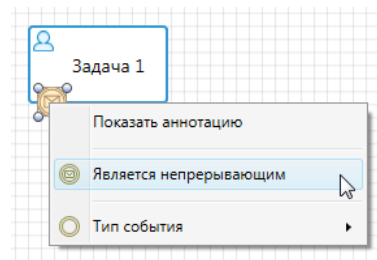 Задача 1
Показать аннотацию
Является непрерывающим
Тип события